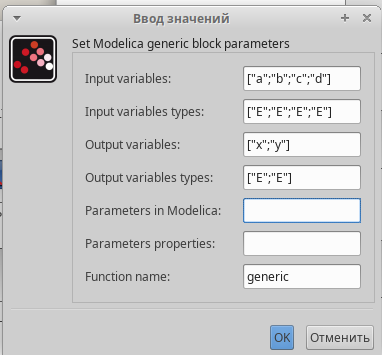 Ввод значений
Set Modelica generic block parameters
Input variables: ["a";"b";"c";"d"]
Input variables types: ["E";"E";"E";"E"]
Output variables: ["x";"y"]
Output variables types: ["E";"E"]
Parameters in Modelica:
Parameters properties:
Function name: generic
OK Отменить